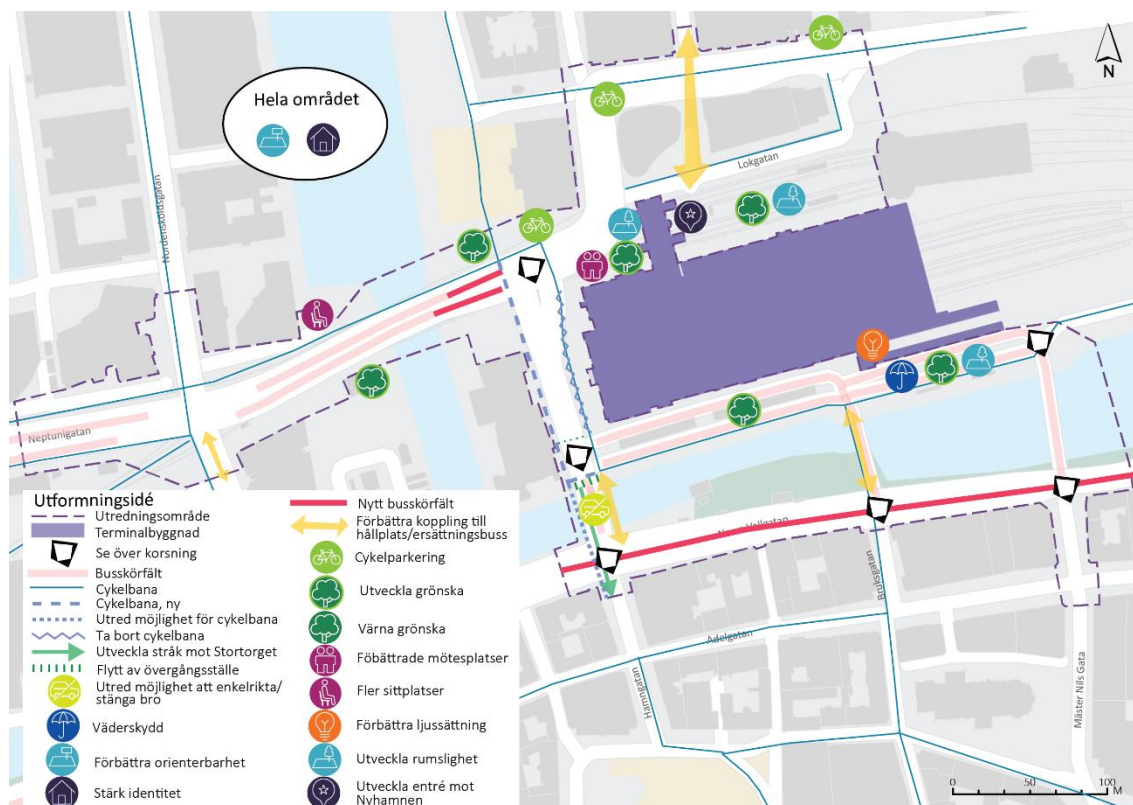 Hela området
N
Nordenskiöldsgatan
Lokgatan
Neptunigatan
Vallgatan
Bruksgatan
Adelgatan
Hamngatan
Mäster Nils Gata
Utformningsidé
Utredningsområde
Terminalbyggnad
Se över korsning
Busskörfält
Cykelbana
Cykelbana, ny
Utred möjlighet för cykelbana
Ta bort cykelbana
Utveckla stråk mot Stortorget
Flytt av övergångsställe
Utred möjlighet att enkelrikta/
stänga bro
Väderskydd
Förbättra orienterbarhet
Stärk identitet
Nytt busskörfält
Förbättra koppling till
hållplats/ersättningsbuss
Cykelparkering
Utveckla grönska
Värna grönska
Föbättrade mötesplatser
Fler sittplatser
Förbättra ljussättning
Utveckla rumslighet
Utveckla entré mot
Nyhamnen
0 50 100
M